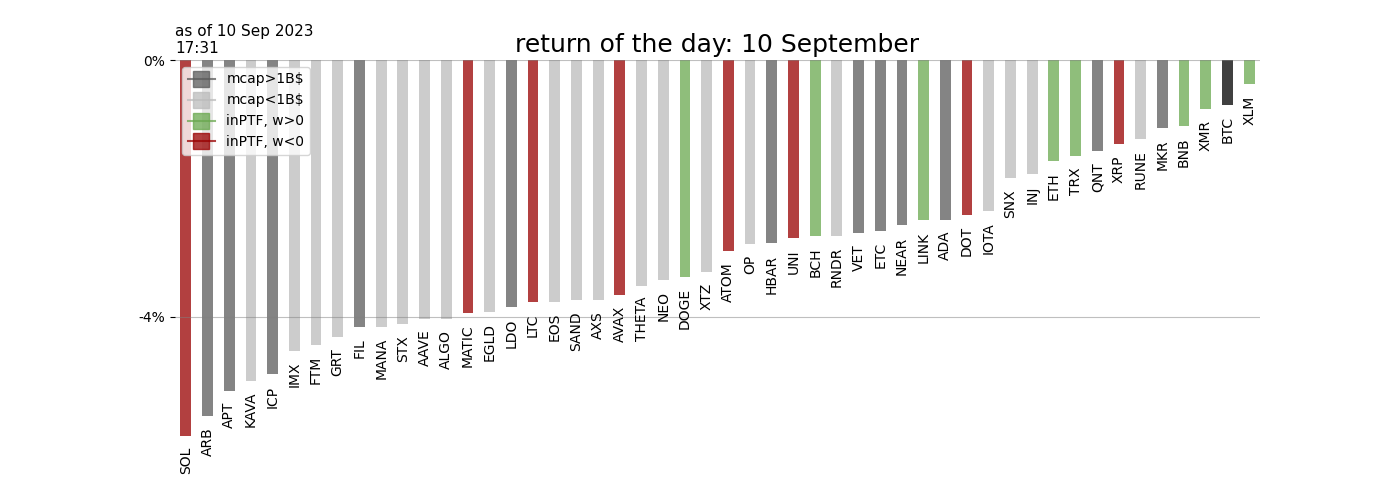 as of 10 Sep 2023
17:31
return of the day: 10 September
0%
-4%
mcap>1B$
mcap<1B$
inPTF, w>0
inPTF, w<0
SOL
ARB
APT
KAVA
ICP
IMX
FTM
GRT
FIL
MANA
STX
AAVE
ALGO
MATIC
EGLD
LDO
LTC
EOS
SAND
AXS
AVAX
THETA
NEO
DOGE
XTZ
ATOM
OP
HBAR
UNI
BCH
RNDR
VET
ETC
NEAR
LINK
ADA
DOT
IOTA
SNX
INJ
ETH
TRX
QNT
XRP
RUNE
MKR
BNB
XMR
BTC
XLM